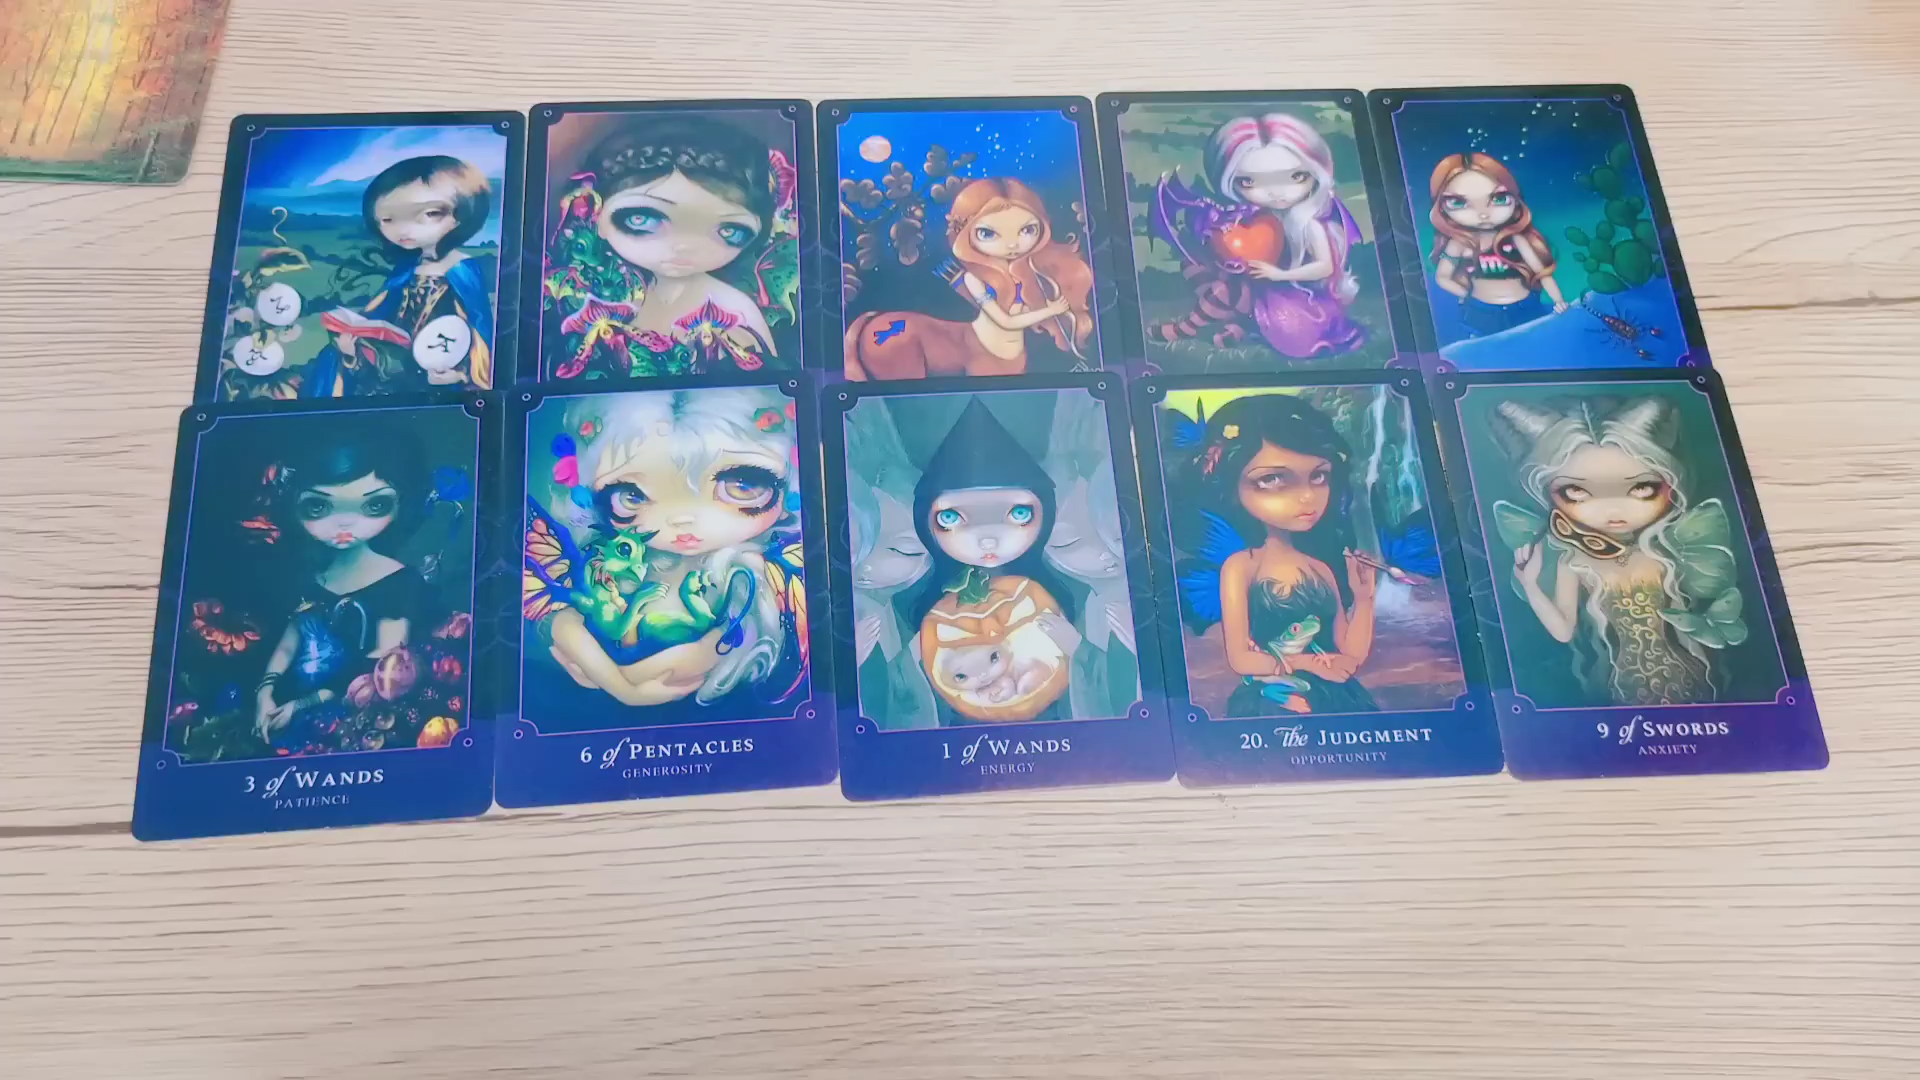 3 of WANDS
PATIENCE
6 of PENTACLES
GENEROSITY
1 of WANDS
ENERGY
20. the JUDGMENT
OPPORTUNITY
9 of SWORDS
ANXIETY